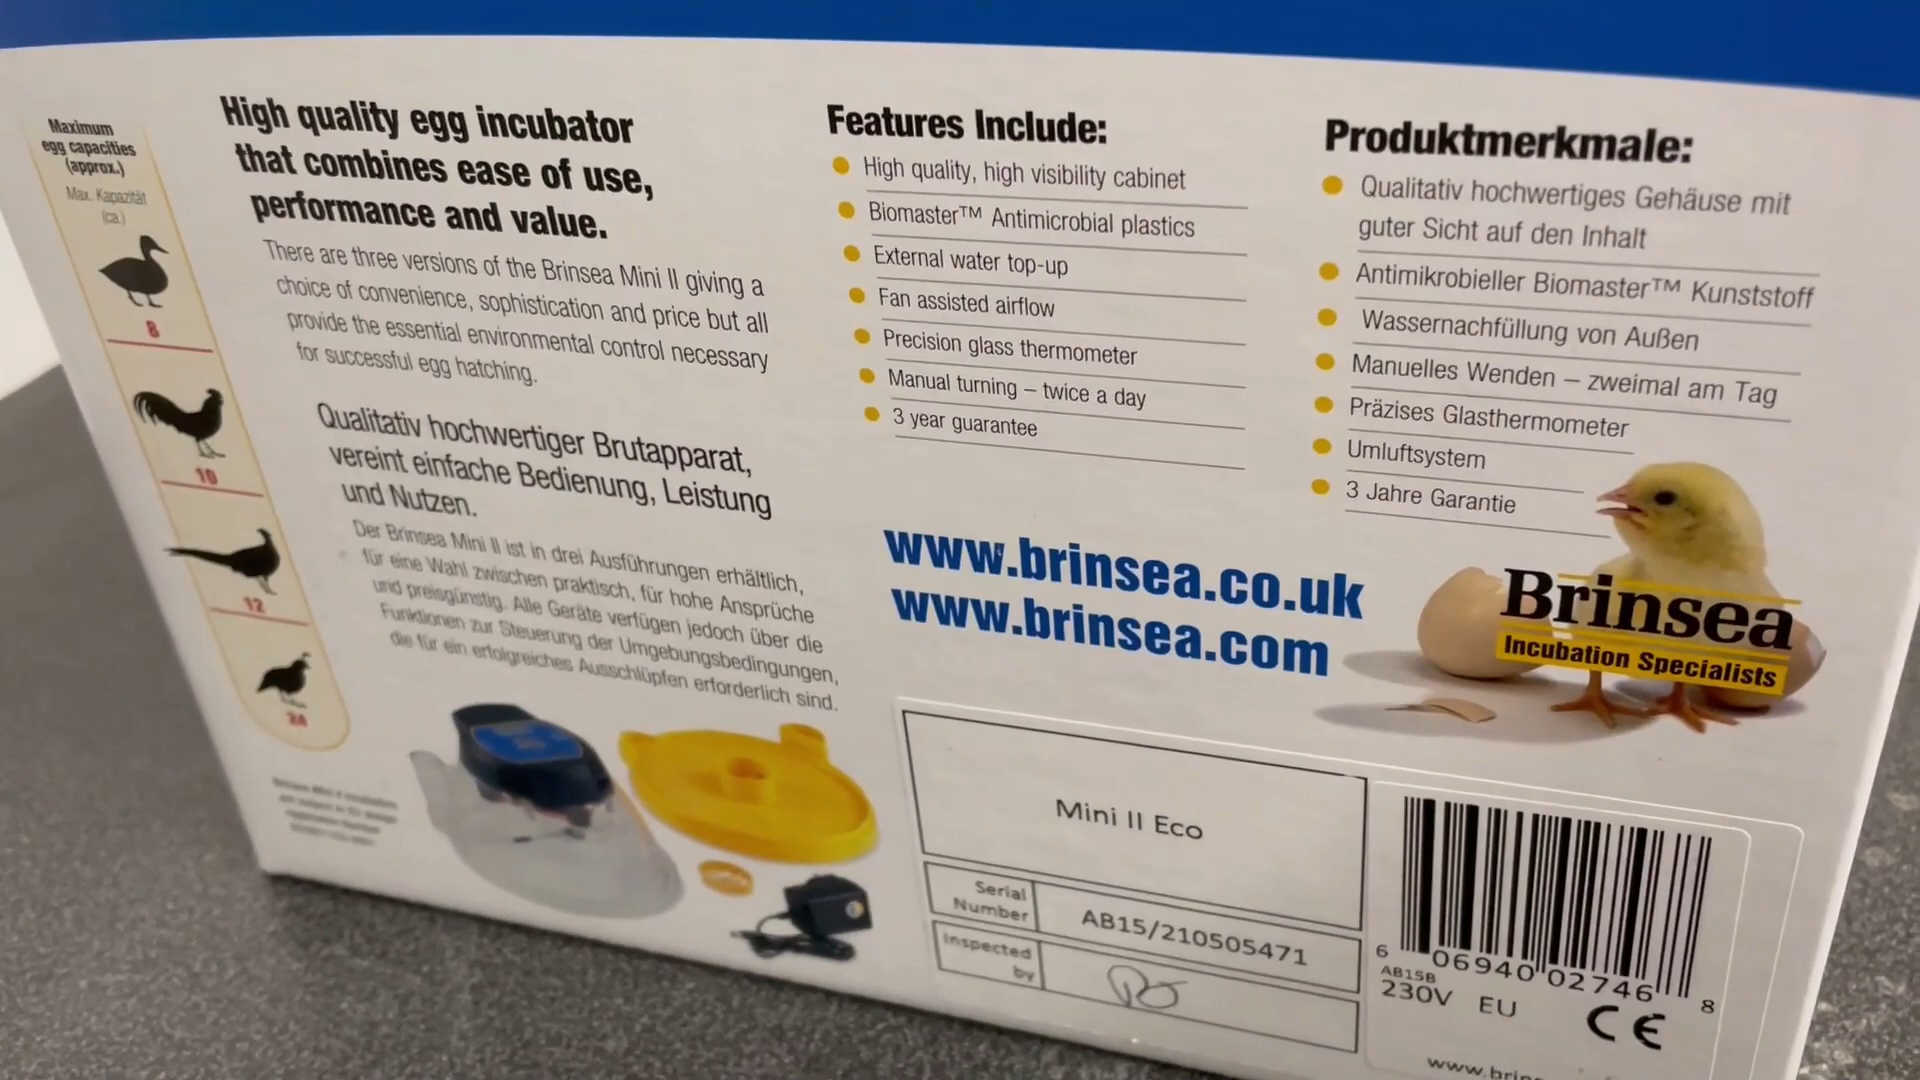 Maximum
egg capacities
(approx.)
Max. Kapazität
(ca.)
8
10
12
24
High quality egg incubator
that combines ease of use,
performance and value.
There are three versions of the Brinsea Mini II giving a
choice of convenience, sophistication and price but all
provide the essential environmental control necessary
for successful egg hatching.
Qualitativ hochwertiger Brutapparat,
vereint einfache Bedienung, Leistung
und Nutzen.
Der Brinsea Mini II ist in drei Ausführungen erhältlich,
für eine Wahl zwischen praktisch, für hohe Ansprüche
und preisgünstig. Alle Geräte verfügen jedoch über die
Funktionen zur Steuerung der Umgebungsbedingungen,
die für ein erfolgreiches Ausschlüpfen erforderlich sind.
Features Include:
High quality, high visibility cabinet
Biomaster™ Antimicrobial plastics
External water top-up
Fan assisted airflow
Precision glass thermometer
Manual turning – twice a day
3 year guarantee
Produktmerkmale:
Qualitativ hochwertiges Gehäuse mit
guter Sicht auf den Inhalt
Antimikrobieller Biomaster™ Kunststoff
Wassernachfüllung von Außen
Manuelles Wenden – zweimal am Tag
Präzises Glasthermometer
Umluftsystem
3 Jahre Garantie
www.brinsea.co.uk
www.brinsea.com
Brinsea
Incubation Specialists
Mini II Eco
Serial
Number
AB15/210505471
Inspected
by
6 06940 02746 8
AB15B
230V EU
CE